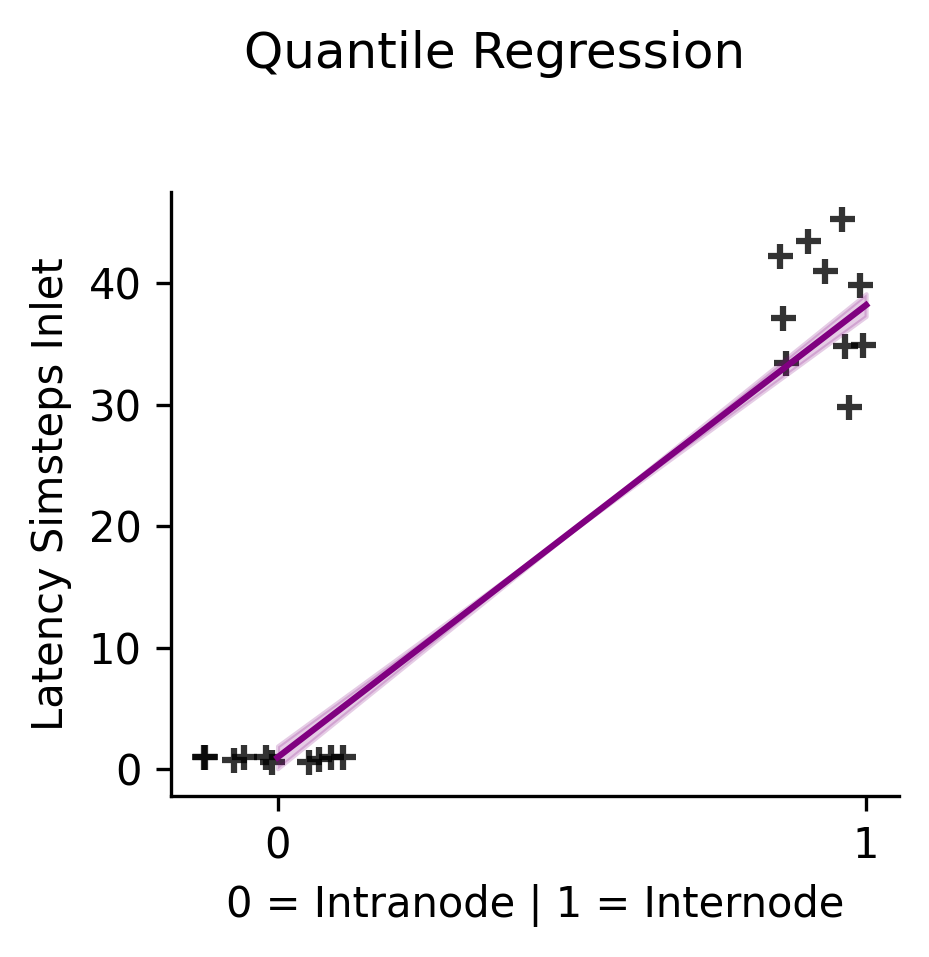 Quantile Regression
Latency Simsteps Inlet
40
30
20
10
0
0 1
0 = Intranode | 1 = Internode